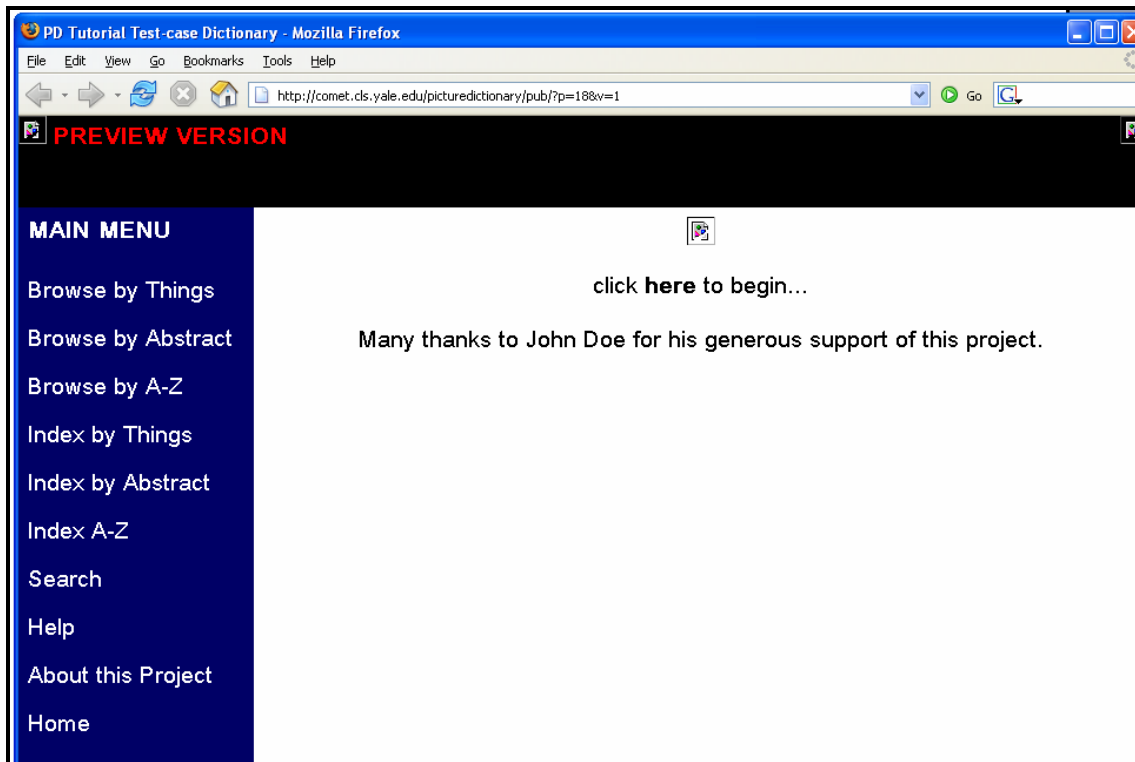 PD Tutorial Test-case Dictionary - Mozilla Firefox
File Edit View Go Bookmarks Tools Help
http://comet.cls.yale.edu/picturedictionary/pub/?p=18&v=1 Go G
PREVIEW VERSION
MAIN MENU
Browse by Things
Browse by Abstract
Browse by A-Z
Index by Things
Index by Abstract
Index A-Z
Search
Help
About this Project
Home
click here to begin...
Many thanks to John Doe for his generous support of this project.